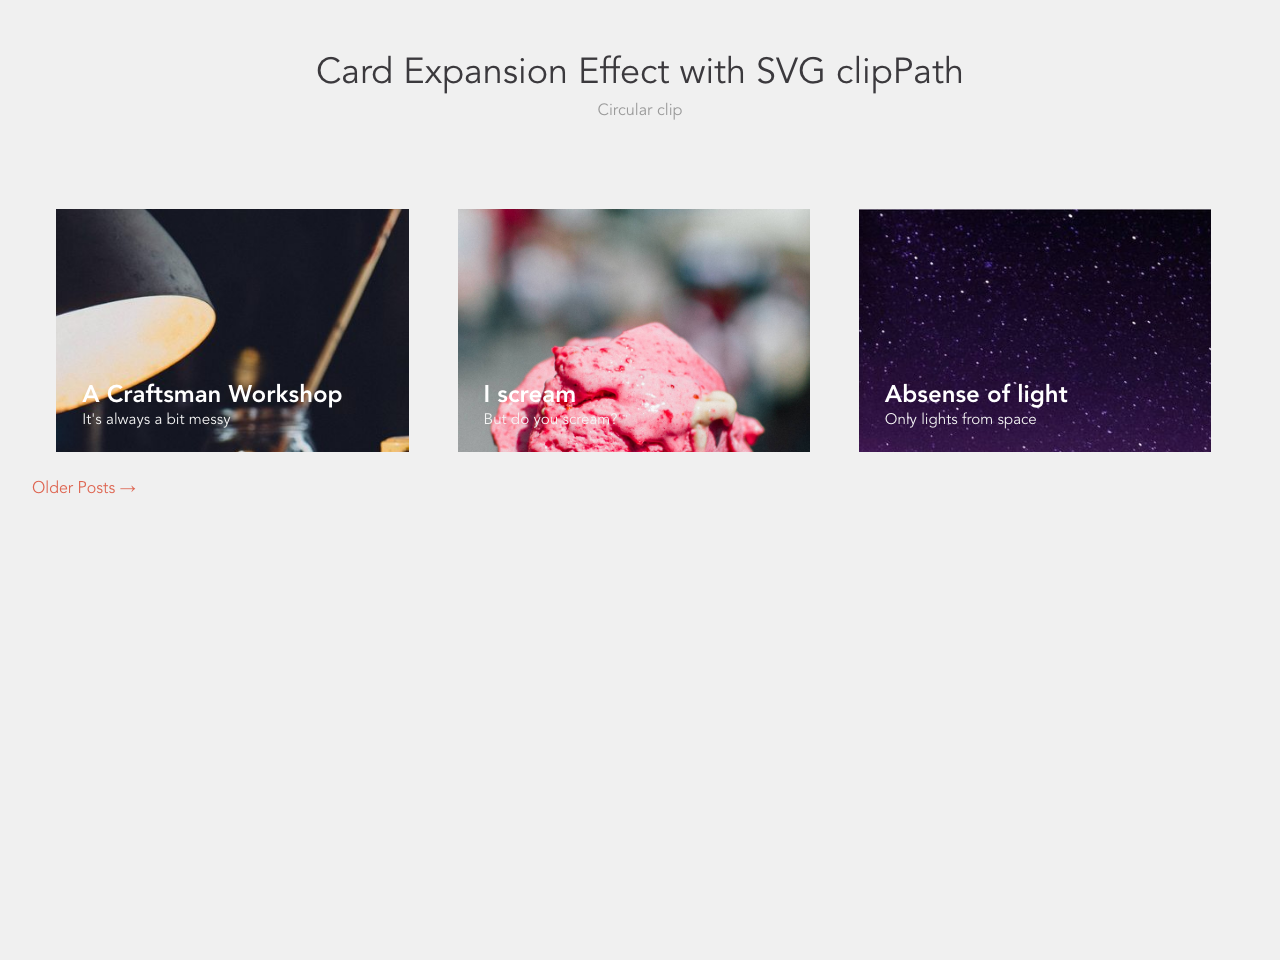 Card Expansion Effect with SVG clipPath
Circular clip
A Craftsman Workshop
It's always a bit messy
I scream
But do you scream?
Absense of light
Only lights from space
Older Posts →